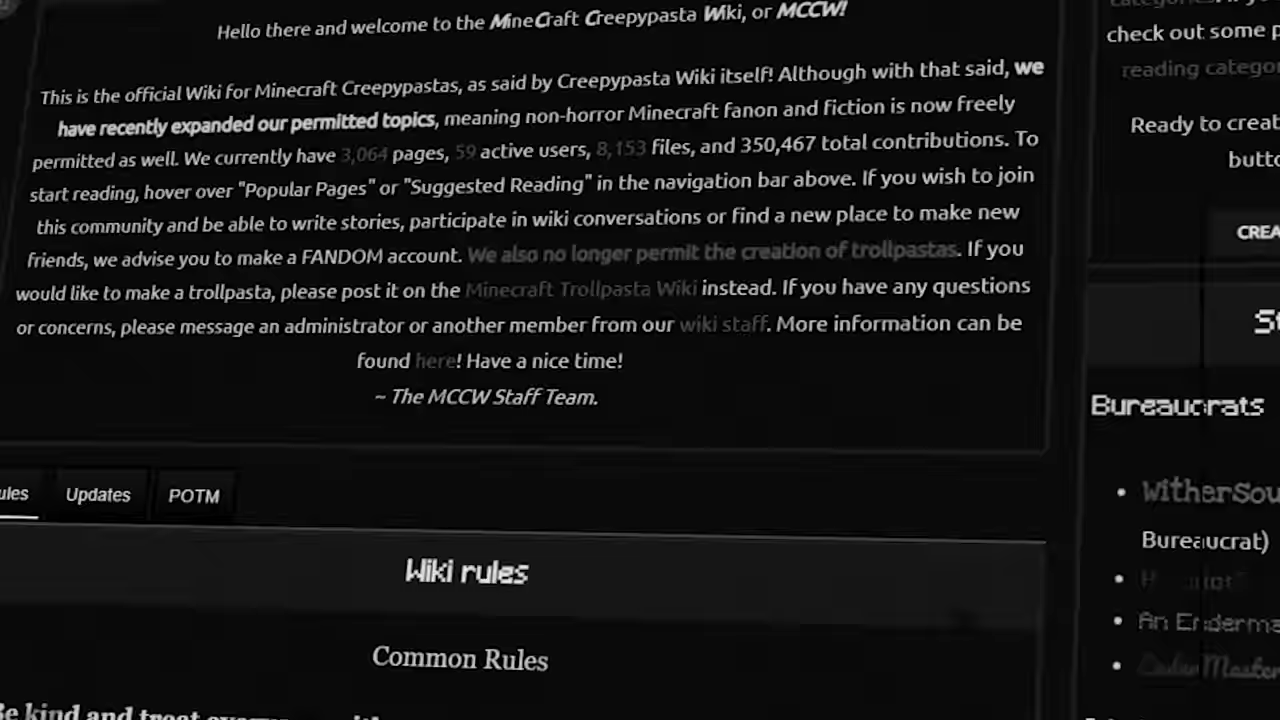 Hello there and welcome to the MineCraft Creepypasta Wiki, or MCCW!
This is the official Wiki for Minecraft Creepypastas, as said by Creepypasta Wiki itself! Although with that said, we
have recently expanded our permitted topics, meaning non-horror Minecraft fanon and fiction is now freely
permitted as well. We currently have 3,064 pages, 59 active users, 8,153 files, and 350,467 total contributions. To
start reading, hover over "Popular Pages" or "Suggested Reading" in the navigation bar above. If you wish to join
this community and be able to write stories, participate in wiki conversations or find a new place to make new
friends, we advise you to make a FANDOM account. We also no longer permit the creation of trollpastas. If you
would like to make a trollpasta, please post it on the Minecraft Trollpasta Wiki instead. If you have any questions
or concerns, please message an administrator or another member from our wiki staff. More information can be
found here! Have a nice time!
~ The MCCW Staff Team.
Updates
POTM
Wiki rules
Common Rules
Be kind and treat
check out some
reading
Ready to
Bureaucrats
Bureaucrat)
An